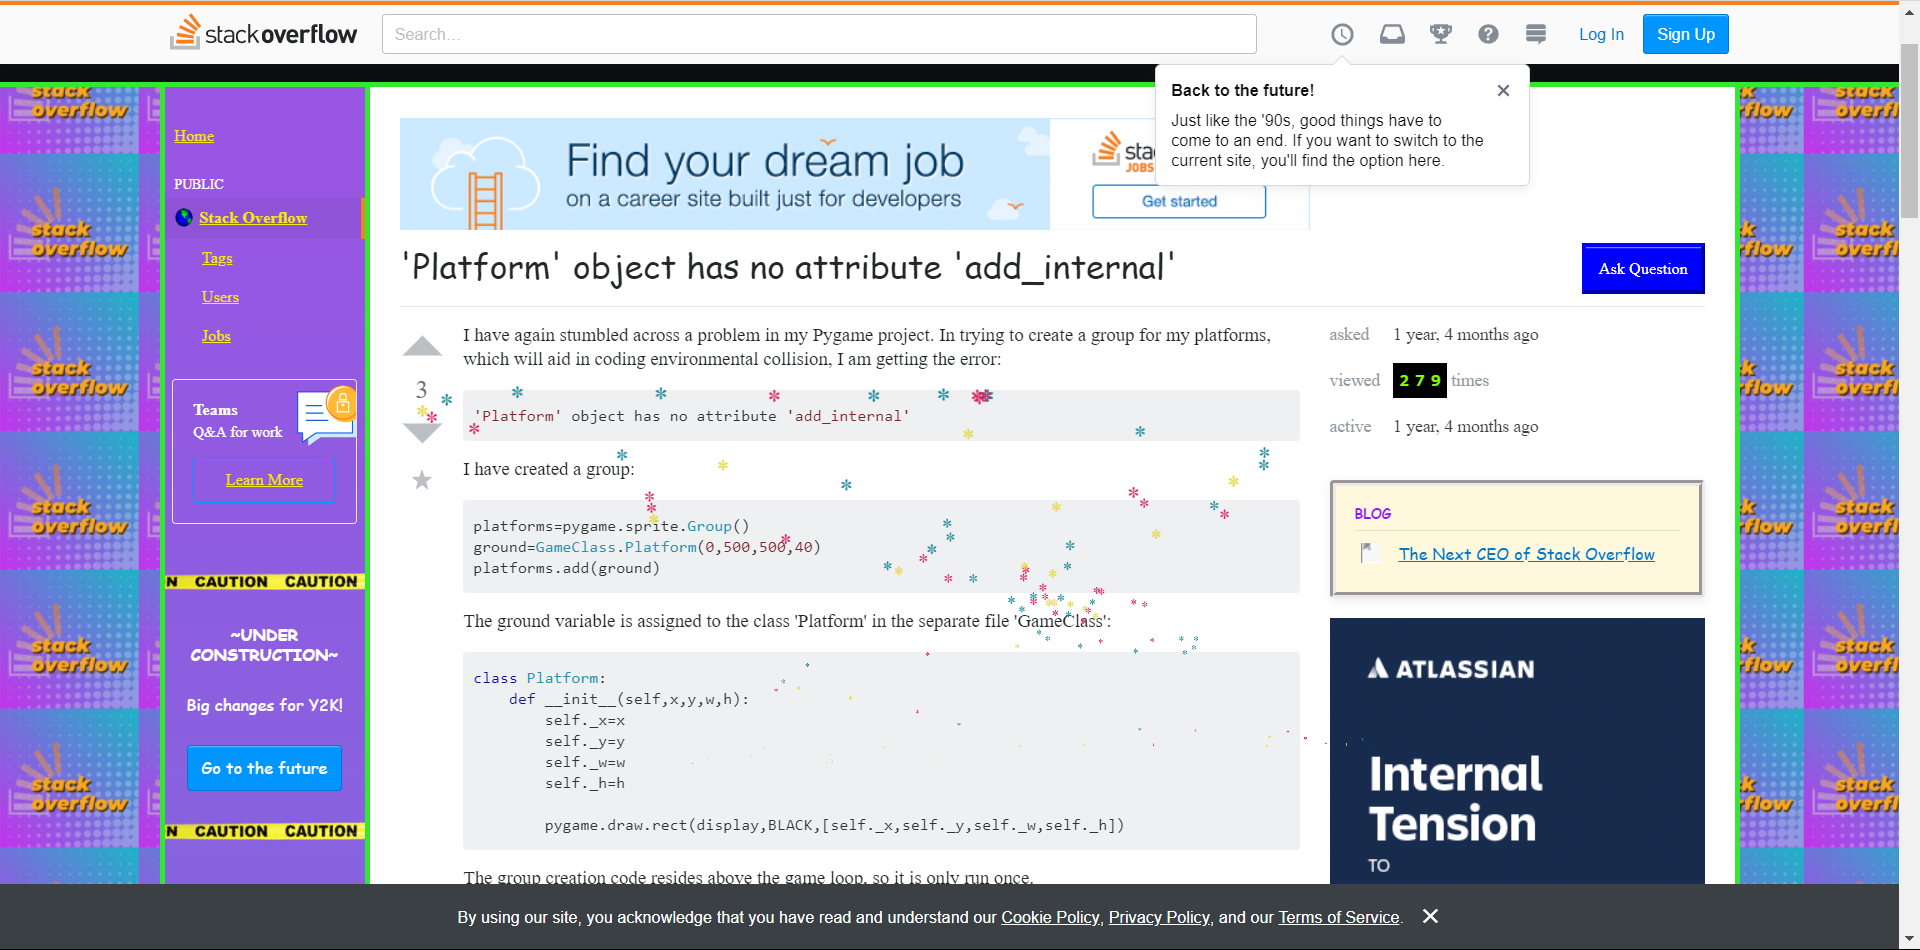 stackoverflow
Search...
Log In
Sign Up
Back to the future!
Just like the '90s, good things have to
come to an end. If you want to switch to the
current site, you'll find the option here.
Home
PUBLIC
Stack Overflow
Tags
Users
Jobs
Teams
Q&A for work
Learn More
CAUTION CAUTION
~UNDER
CONSTRUCTION~
Big changes for Y2K!
Go to the future
CAUTION CAUTION
Find your dream job
on a career site built just for developers
JOBS
Get started
'Platform' object has no attribute 'add_internal'
Ask Question
3
I have again stumbled across a problem in my Pygame project. In trying to create a group for my platforms,
which will aid in coding environmental collision, I am getting the error:
'Platform' object has no attribute 'add_internal'
I have created a group:
platforms=pygame.sprite.Group()
ground=GameClass.Platform(0,500,500,40)
platforms.add(ground)
The ground variable is assigned to the class 'Platform' in the separate file 'GameClass':
class Platform:
def __init__(self,x,y,w,h):
self._x=x
self._y=y
self._w=w
self._h=h
pygame.draw.rect(display,BLACK,[self._x,self._y,self._w,self._h])
The group creation code resides above the game loop, so it is only run once.
asked 1 year, 4 months ago
viewed 279 times
active 1 year, 4 months ago
BLOG
The Next CEO of Stack Overflow
ATLASSIAN
Internal
Tension
TO
stack
overflow
By using our site, you acknowledge that you have read and understand our Cookie Policy, Privacy Policy, and our Terms of Service.